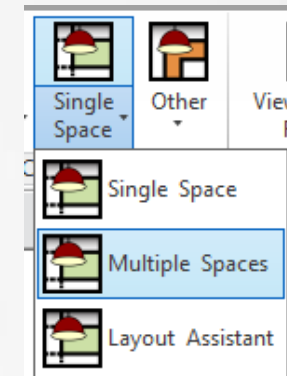 Single
Space
Other
View
Single Space
Multiple Spaces
Layout Assistant